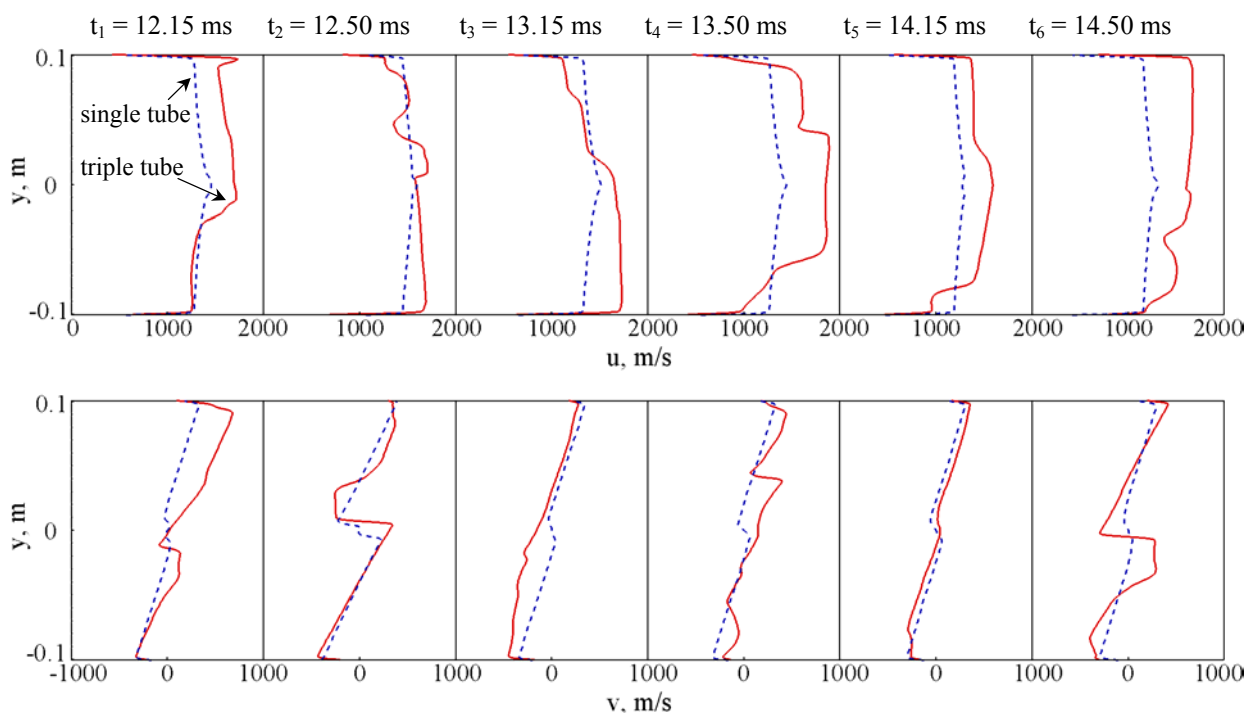 t1 = 12.15 ms t2 = 12.50 ms t3 = 13.15 ms t4 = 13.50 ms t5 = 14.15 ms t6 = 14.50 ms
0.1
single tube
triple tube
y, m
0
-0.1
0 1000 2000 1000 2000 1000 2000 1000 2000 1000 2000 1000 2000
u, m/s
0.1
y, m
0
-0.1
-1000 0 1000 0 1000 0 1000 0 1000 0 1000 0 1000
v, m/s